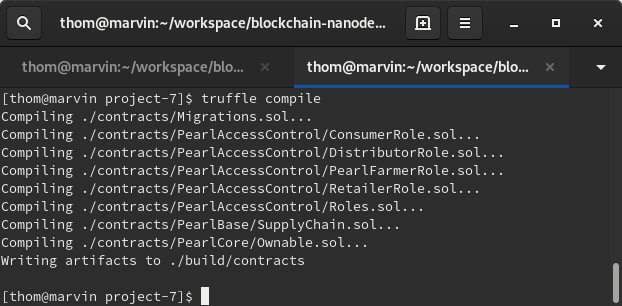 thom@marvin:~/workspace/blockchain-nanode...
thom@marvin:~/workspace/blo...
thom@marvin:~/workspace/blo...
[thom@marvin project-7]$ truffle compile
Compiling ./contracts/Migrations.sol...
Compiling ./contracts/PearlAccessControl/ConsumerRole.sol...
Compiling ./contracts/PearlAccessControl/DistributorRole.sol...
Compiling ./contracts/PearlAccessControl/PearlFarmerRole.sol...
Compiling ./contracts/PearlAccessControl/RetailerRole.sol...
Compiling ./contracts/PearlAccessControl/Roles.sol...
Compiling ./contracts/PearlBase/SupplyChain.sol...
Compiling ./contracts/PearlCore/Ownable.sol...
Writing artifacts to ./build/contracts
[thom@marvin project-7]$